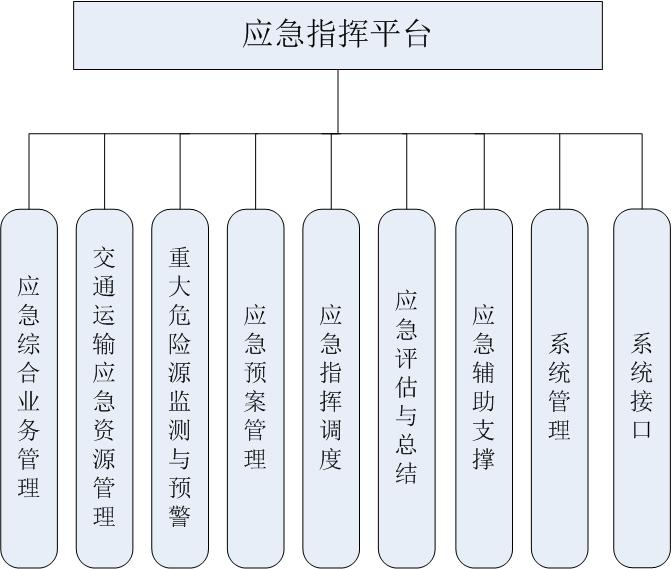 应急指挥平台
应急综合业务管理
交通运输应急资源管理
重大危险源监测与预警
应急预案管理
应急指挥调度
应急评估与总结
应急辅助支撑
系统管理
系统接口